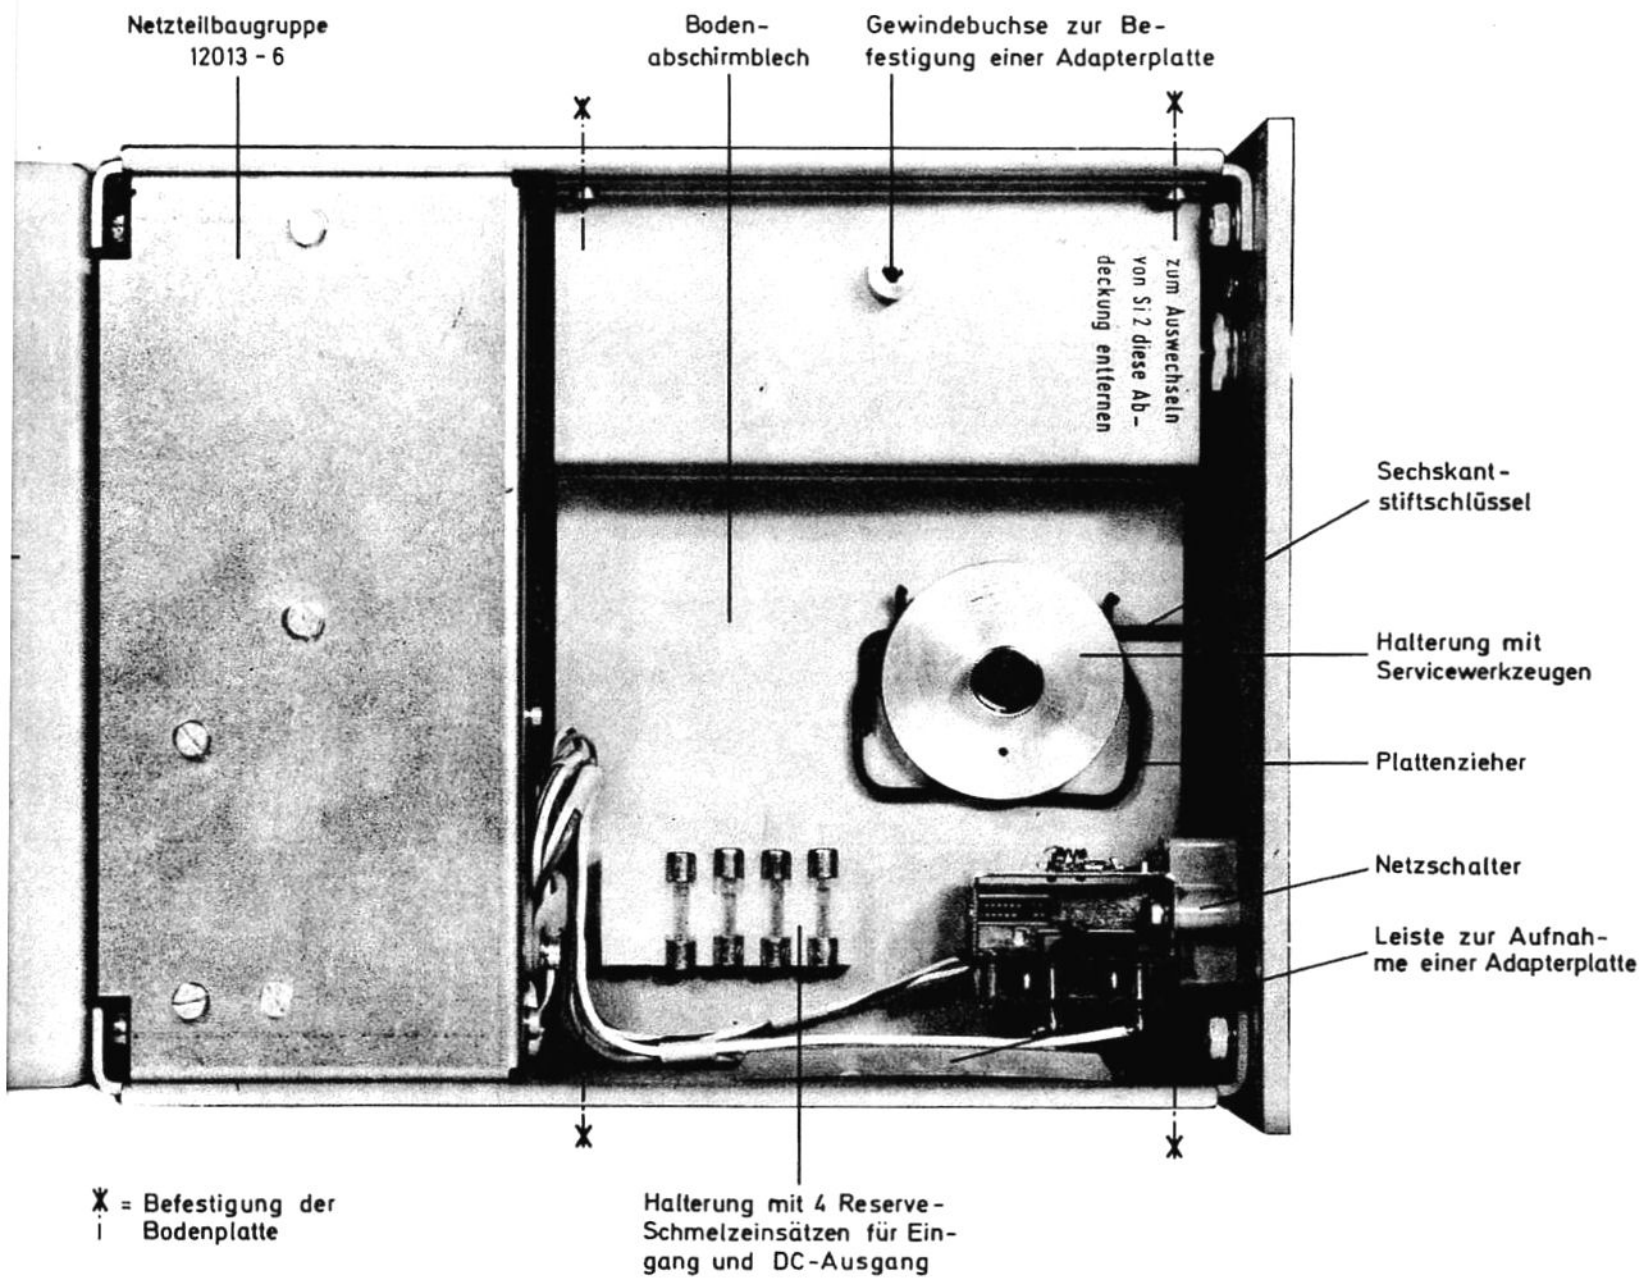 Netzteilbaugruppe
12013 - 6
Boden-
abschirmblech
Gewindebuchse zur Be-
festigung einer Adapterplatte
zum Auswechseln
von Si 2 diese Ab-
deckung entfernen
Sechskant-
stiftschlüssel
Halterung mit
Servicewerkzeugen
Plattenzieher
Netzschalter
Leiste zur Aufnah-
me einer Adapterplatte
= Befestigung der
Bodenplatte
Halterung mit 4 Reserve-
Schmelzeinsätzen für Ein-
gang und DC-Ausgang